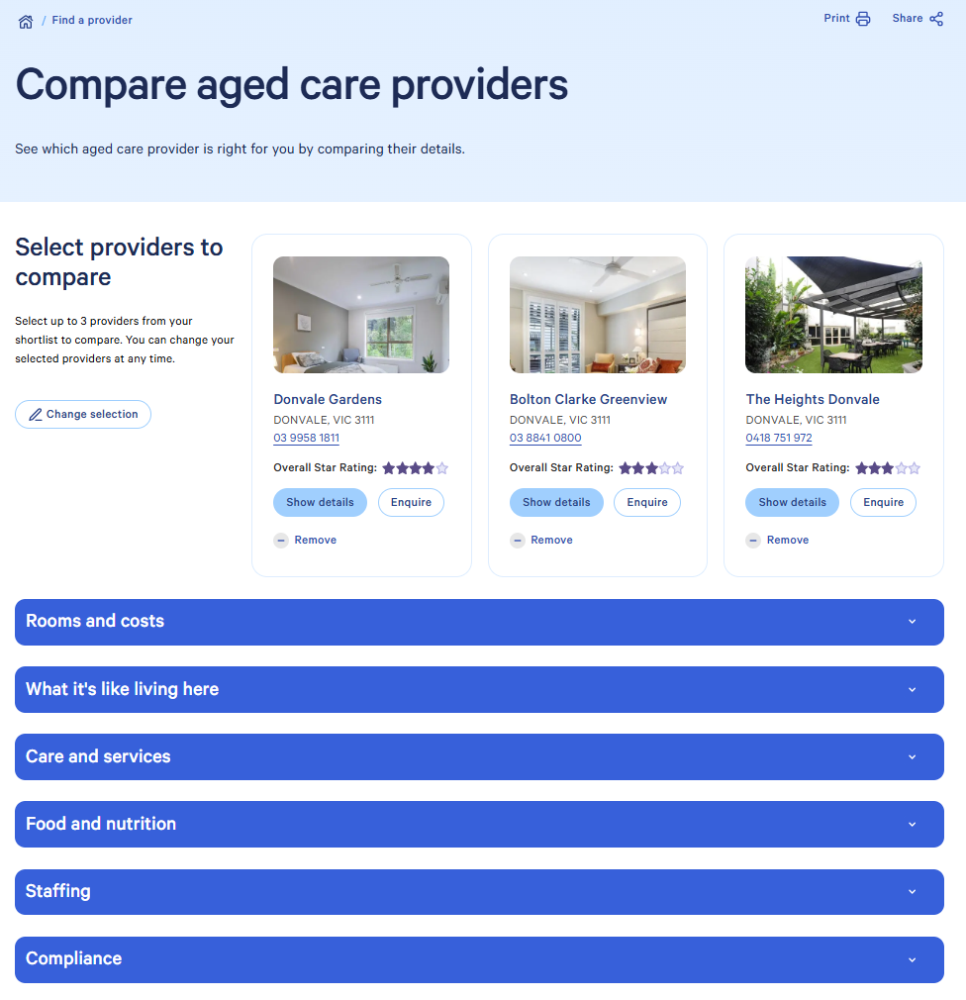 / Find a provider
Print
Share
Compare aged care providers
See which aged care provider is right for you by comparing their details.
Select providers to
compare
Select up to 3 providers from your
shortlist to compare. You can change your
selected providers at any time.
Change selection
Donvale Gardens
DONVALE, VIC 3111
03 9958 1811
Overall Star Rating:
Show details
Enquire
Remove
Bolton Clarke Greenview
DONVALE, VIC 3111
03 8841 0800
Overall Star Rating:
Show details
Enquire
Remove
The Heights Donvale
DONVALE, VIC 3111
0418 751 972
Overall Star Rating:
Show details
Enquire
Remove
Rooms and costs
What it's like living here
Care and services
Food and nutrition
Staffing
Compliance